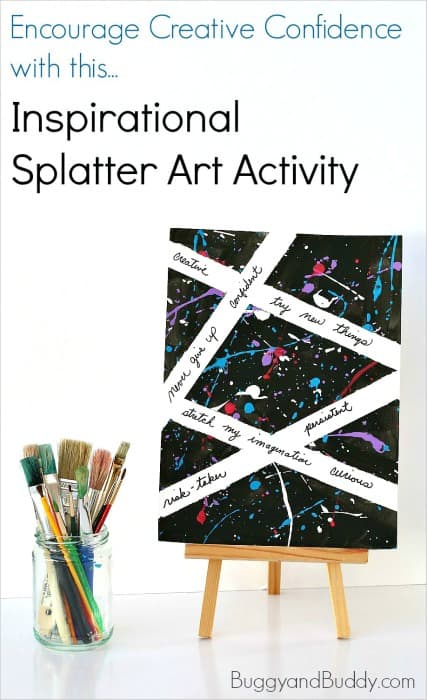 Encourage Creative Confidence
with this...
Inspirational
Splatter Art Activity
creative
confident
try new things
never give up
stretch my imagination
persistent
risk-taker
curious
BuggyandBuddy.com